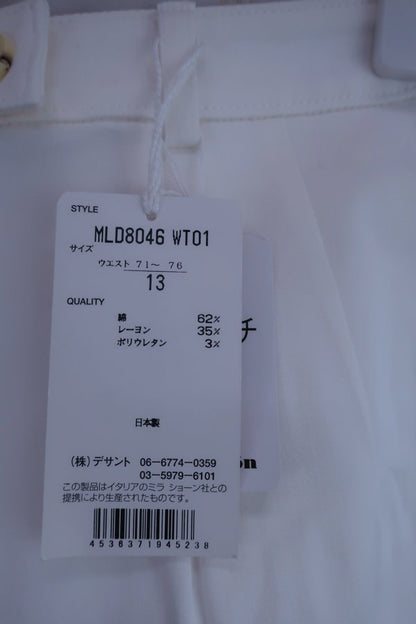 STYLE
MLD8046 WT01
サイズ
ウエスト 71～ 76
13
QUALITY
綿 62%
レーヨン 35%
ポリウレタン 3%
チ
日本製
(株)デサント 06-6774-0359
03-5979-6101
この製品はイタリアのミラ ショーン社との
提携により生産されたものです。
4536371945238